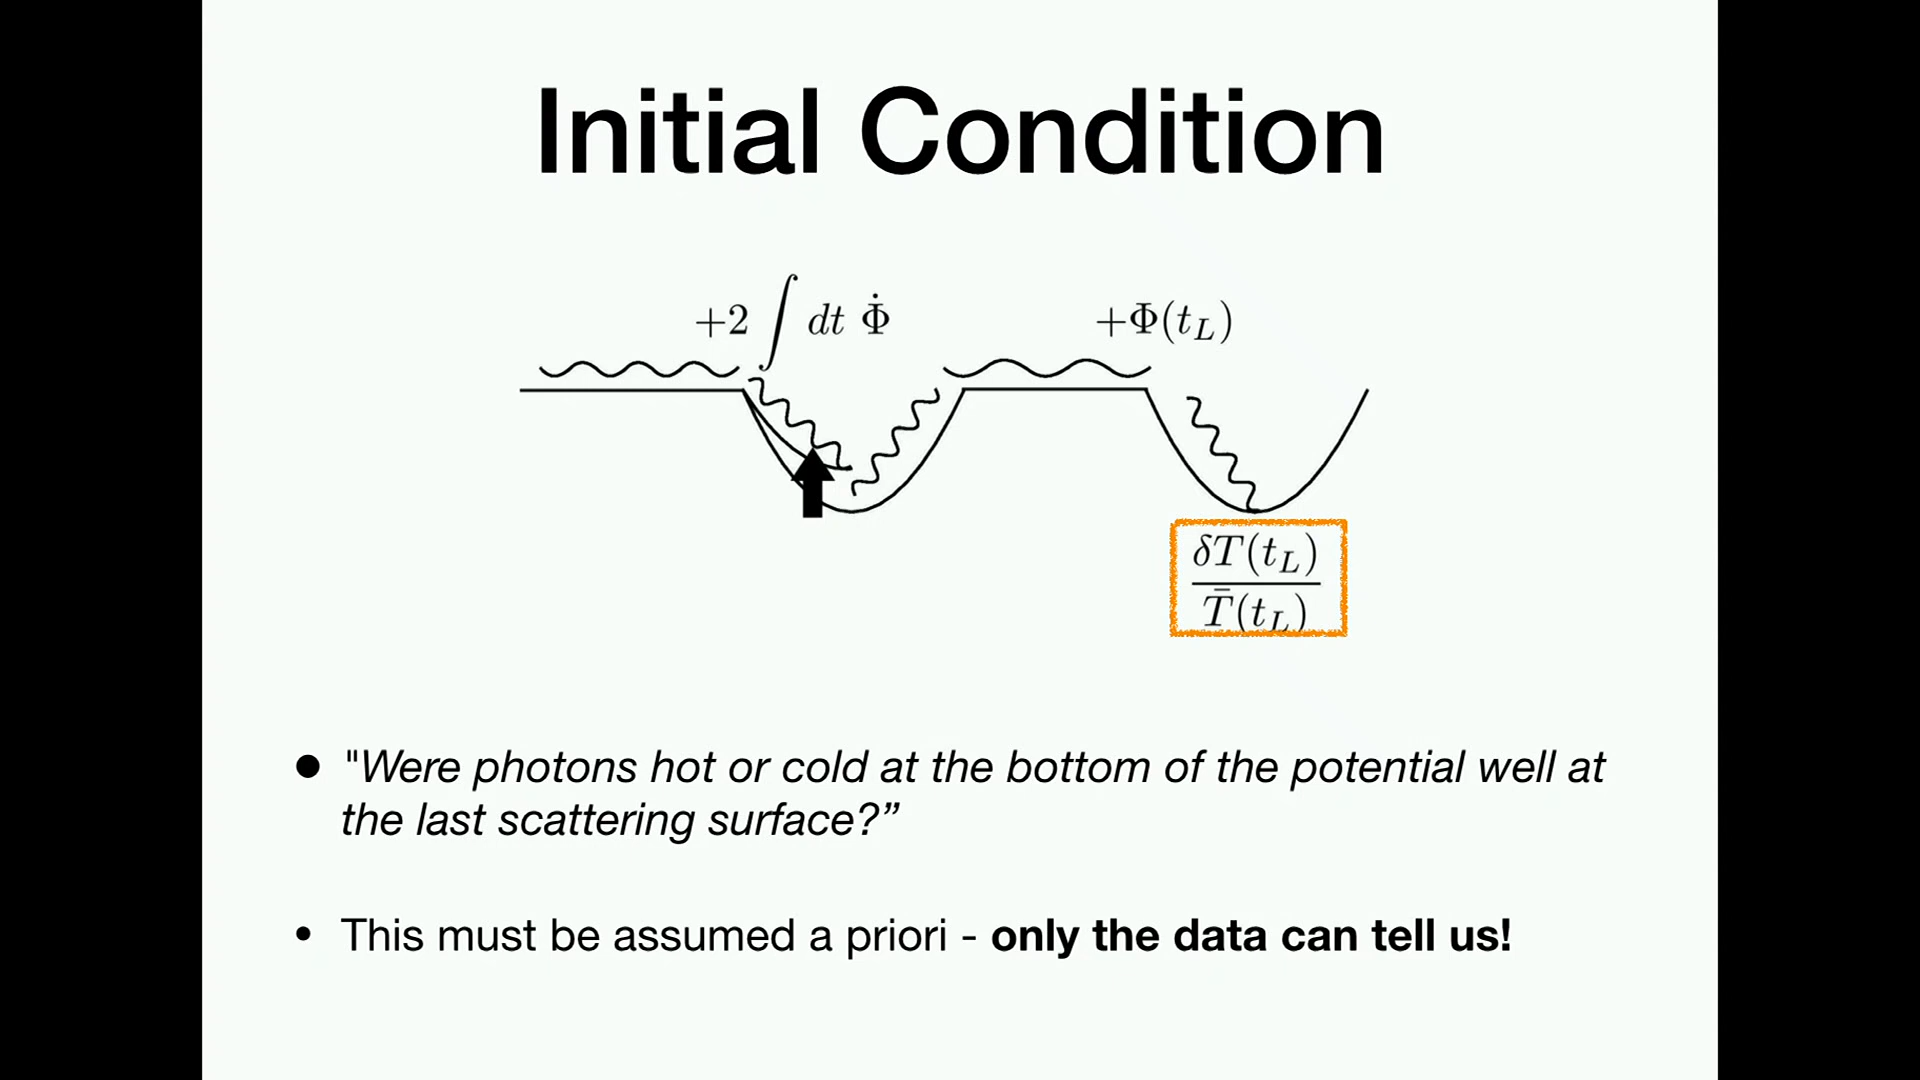 Initial Condition
+2 ∫ dt Φ̇
+Φ(t_L)
δT(t_L)
T̄(t_L)
• "Were photons hot or cold at the bottom of the potential well at
the last scattering surface?”
• This must be assumed a priori - only the data can tell us!